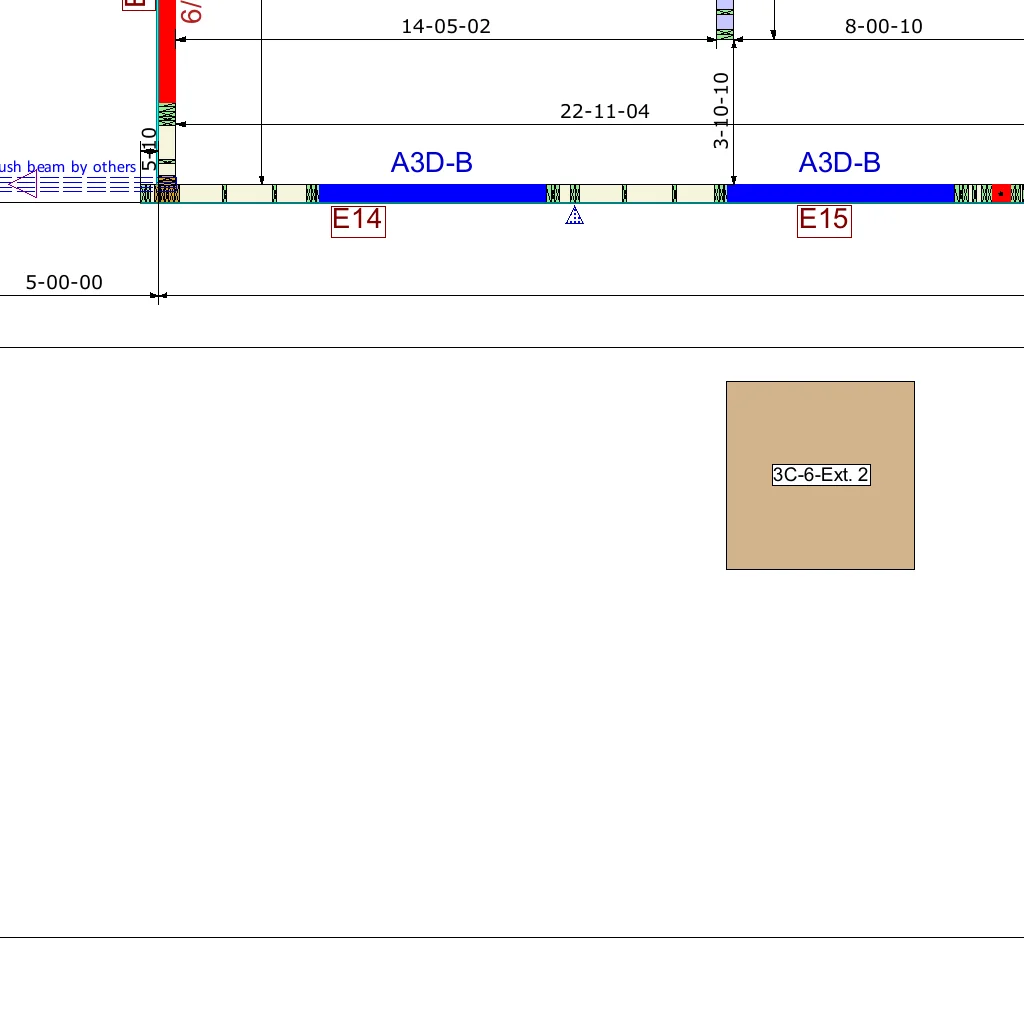 6/
14-05-02
8-00-10
22-11-04
3-10-10
5-10
ush beam by others
A3D-B
A3D-B
E14
E15
5-00-00
3C-6-Ext. 2